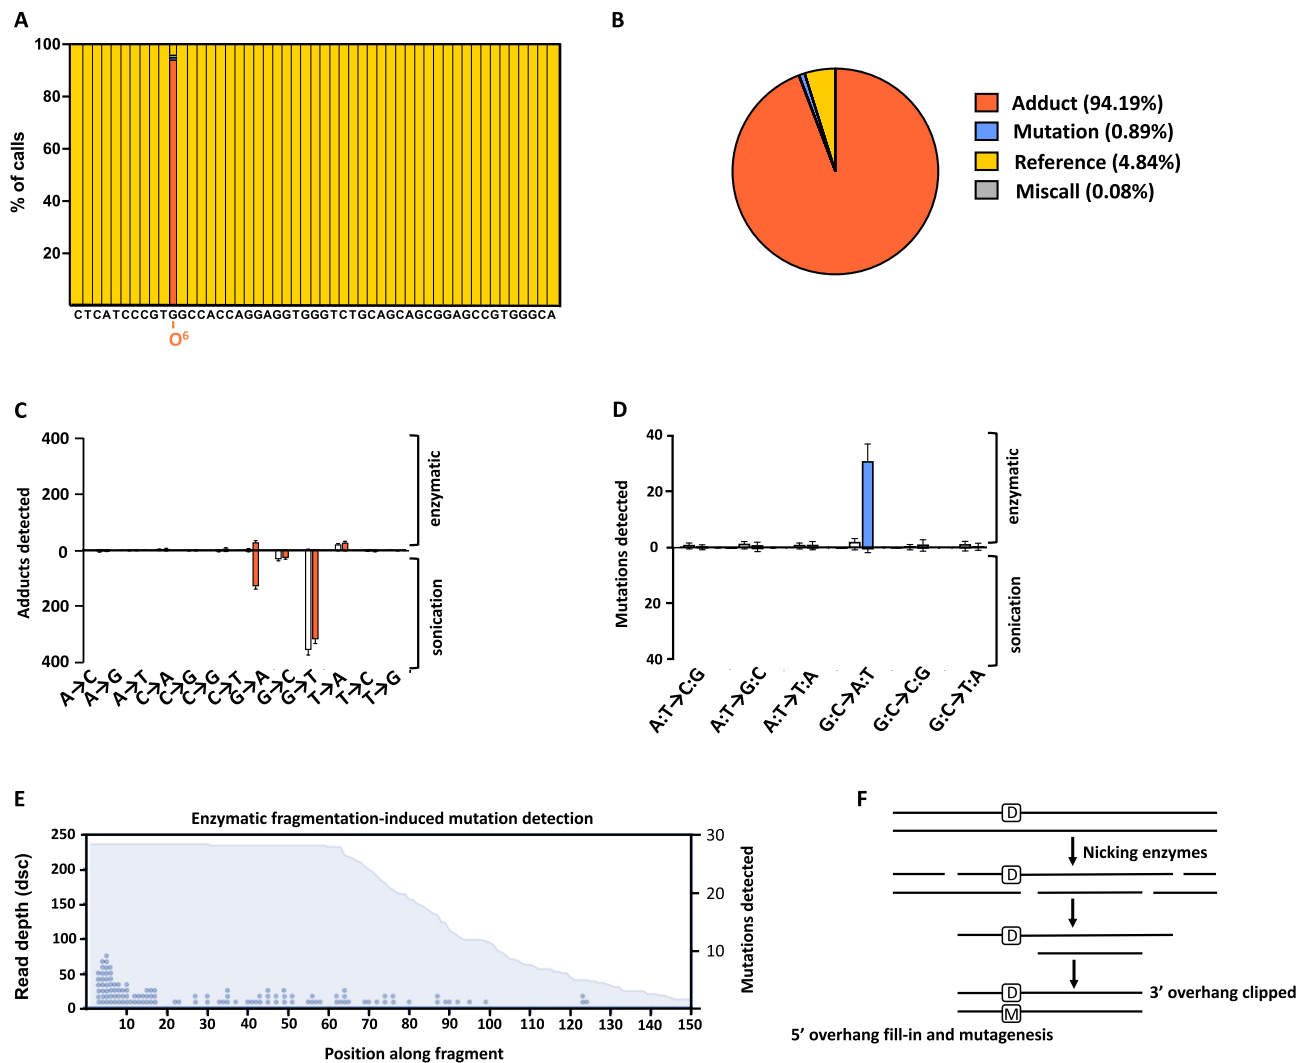 A
B
100
80
60
40
20
% of calls
CTCATCCCGTGGCCACCAGGAGGTGGGTCTGCAGCAGCGGAGCCGTGGGCA
O⁶
Adduct (94.19%)
Mutation (0.89%)
Reference (4.84%)
Miscall (0.08%)
C
400
200
0
200
400
Adducts detected
enzymatic
sonication
A→C
A→G
A→T
C→A
C→G
C→G
C→T
G→A
G→C
G→T
T→A
T→C
T→G
D
40
20
0
20
40
Mutations detected
enzymatic
sonication
A:T→C:G
A:T→G:C
A:T→T:A
G:C→A:T
G:C→C:G
G:C→T:A
E
Enzymatic fragmentation-induced mutation detection
250
200
150
100
50
0
Read depth (dsc)
30
20
10
0
Mutations detected
10 20 30 40 50 60 70 80 90 100 110 120 130 140 150
Position along fragment
F
D
Nicking enzymes
D
D
D
3’ overhang clipped
M
5’ overhang fill-in and mutagenesis